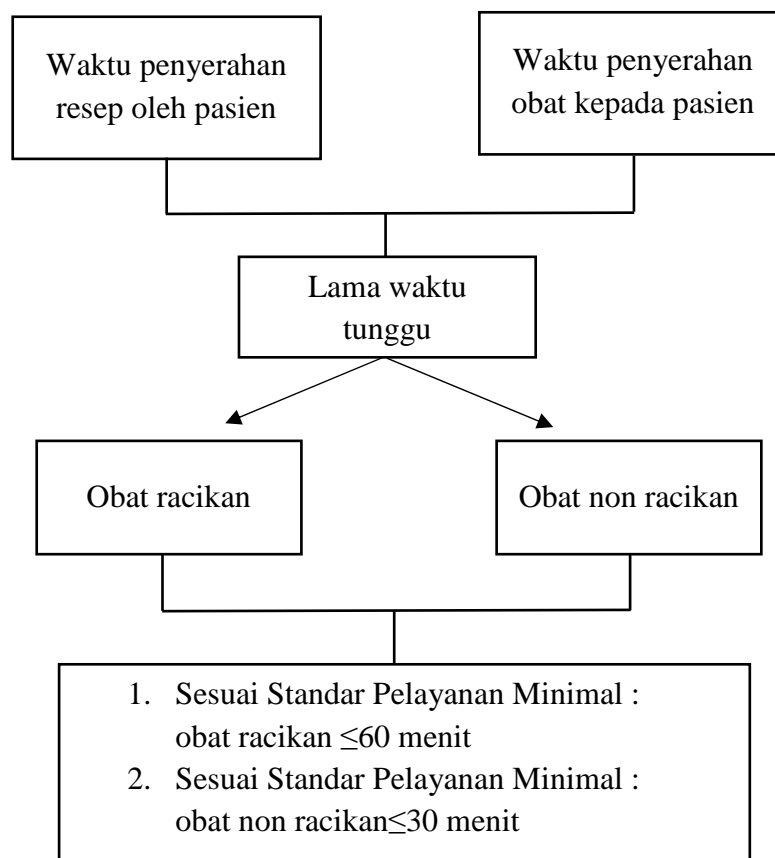 Waktu penyerahan
resep oleh pasien
Waktu penyerahan
obat kepada pasien
Lama waktu
tunggu
Obat racikan
Obat non racikan
1. Sesuai Standar Pelayanan Minimal :
obat racikan ≤60 menit
2. Sesuai Standar Pelayanan Minimal :
obat non racikan≤30 menit